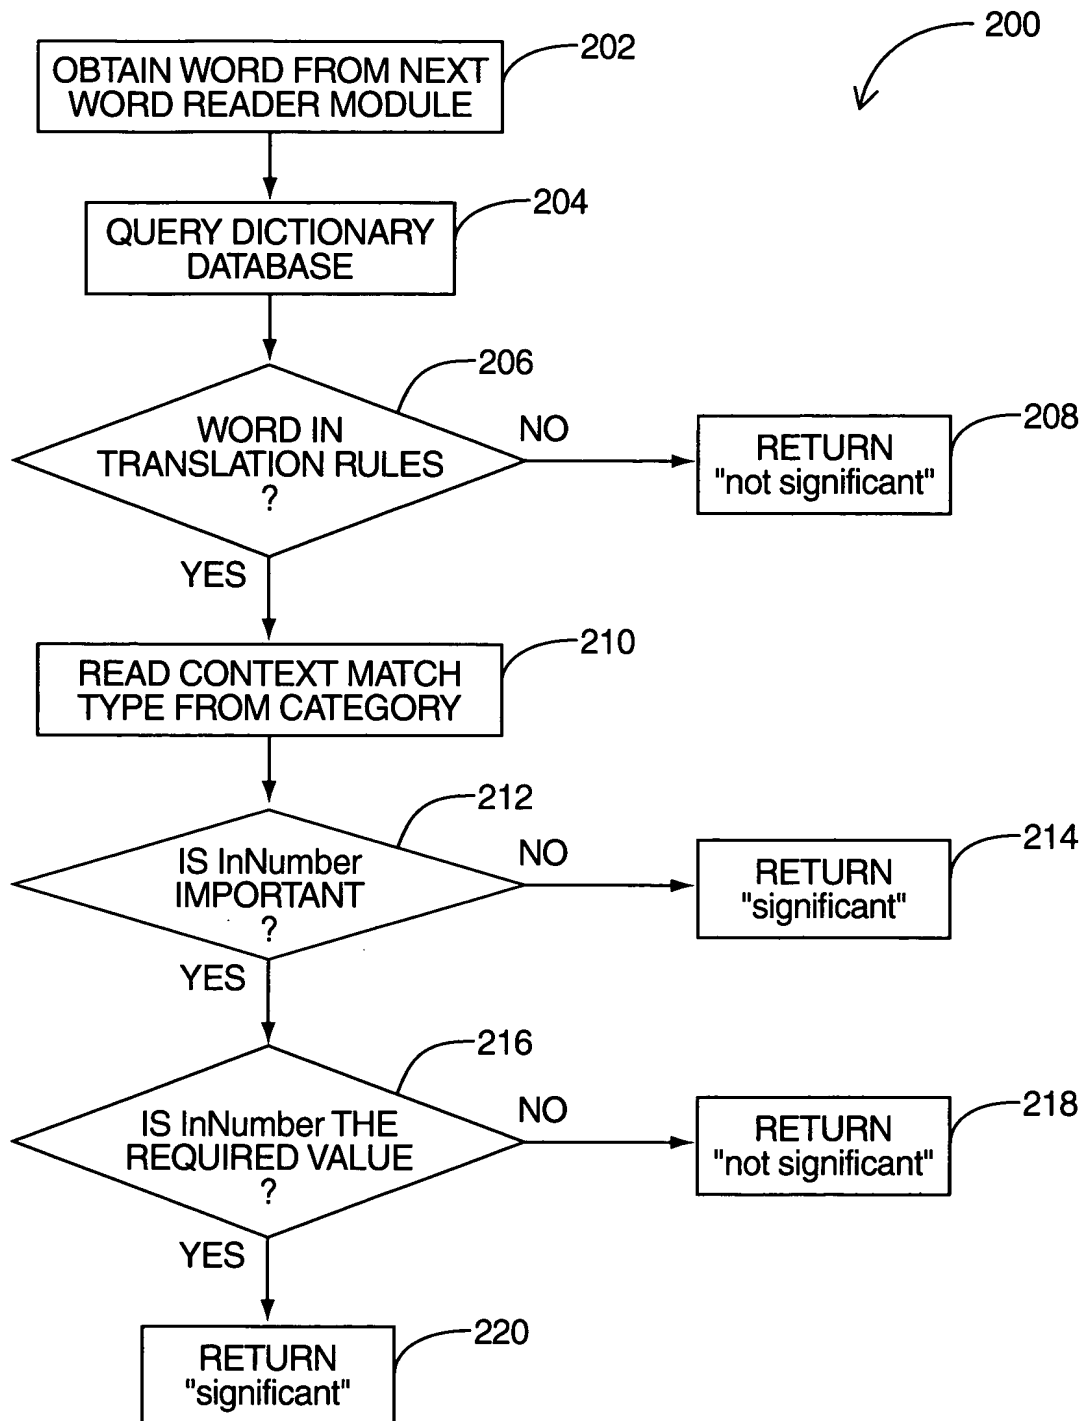 200
202
OBTAIN WORD FROM NEXT
WORD READER MODULE
204
QUERY DICTIONARY
DATABASE
206
WORD IN
TRANSLATION RULES
?
NO
208
RETURN
"not significant"
YES
210
READ CONTEXT MATCH
TYPE FROM CATEGORY
212
IS InNumber
IMPORTANT
?
NO
214
RETURN
"significant"
YES
216
IS InNumber THE
REQUIRED VALUE
?
NO
218
RETURN
"not significant"
YES
220
RETURN
"significant"